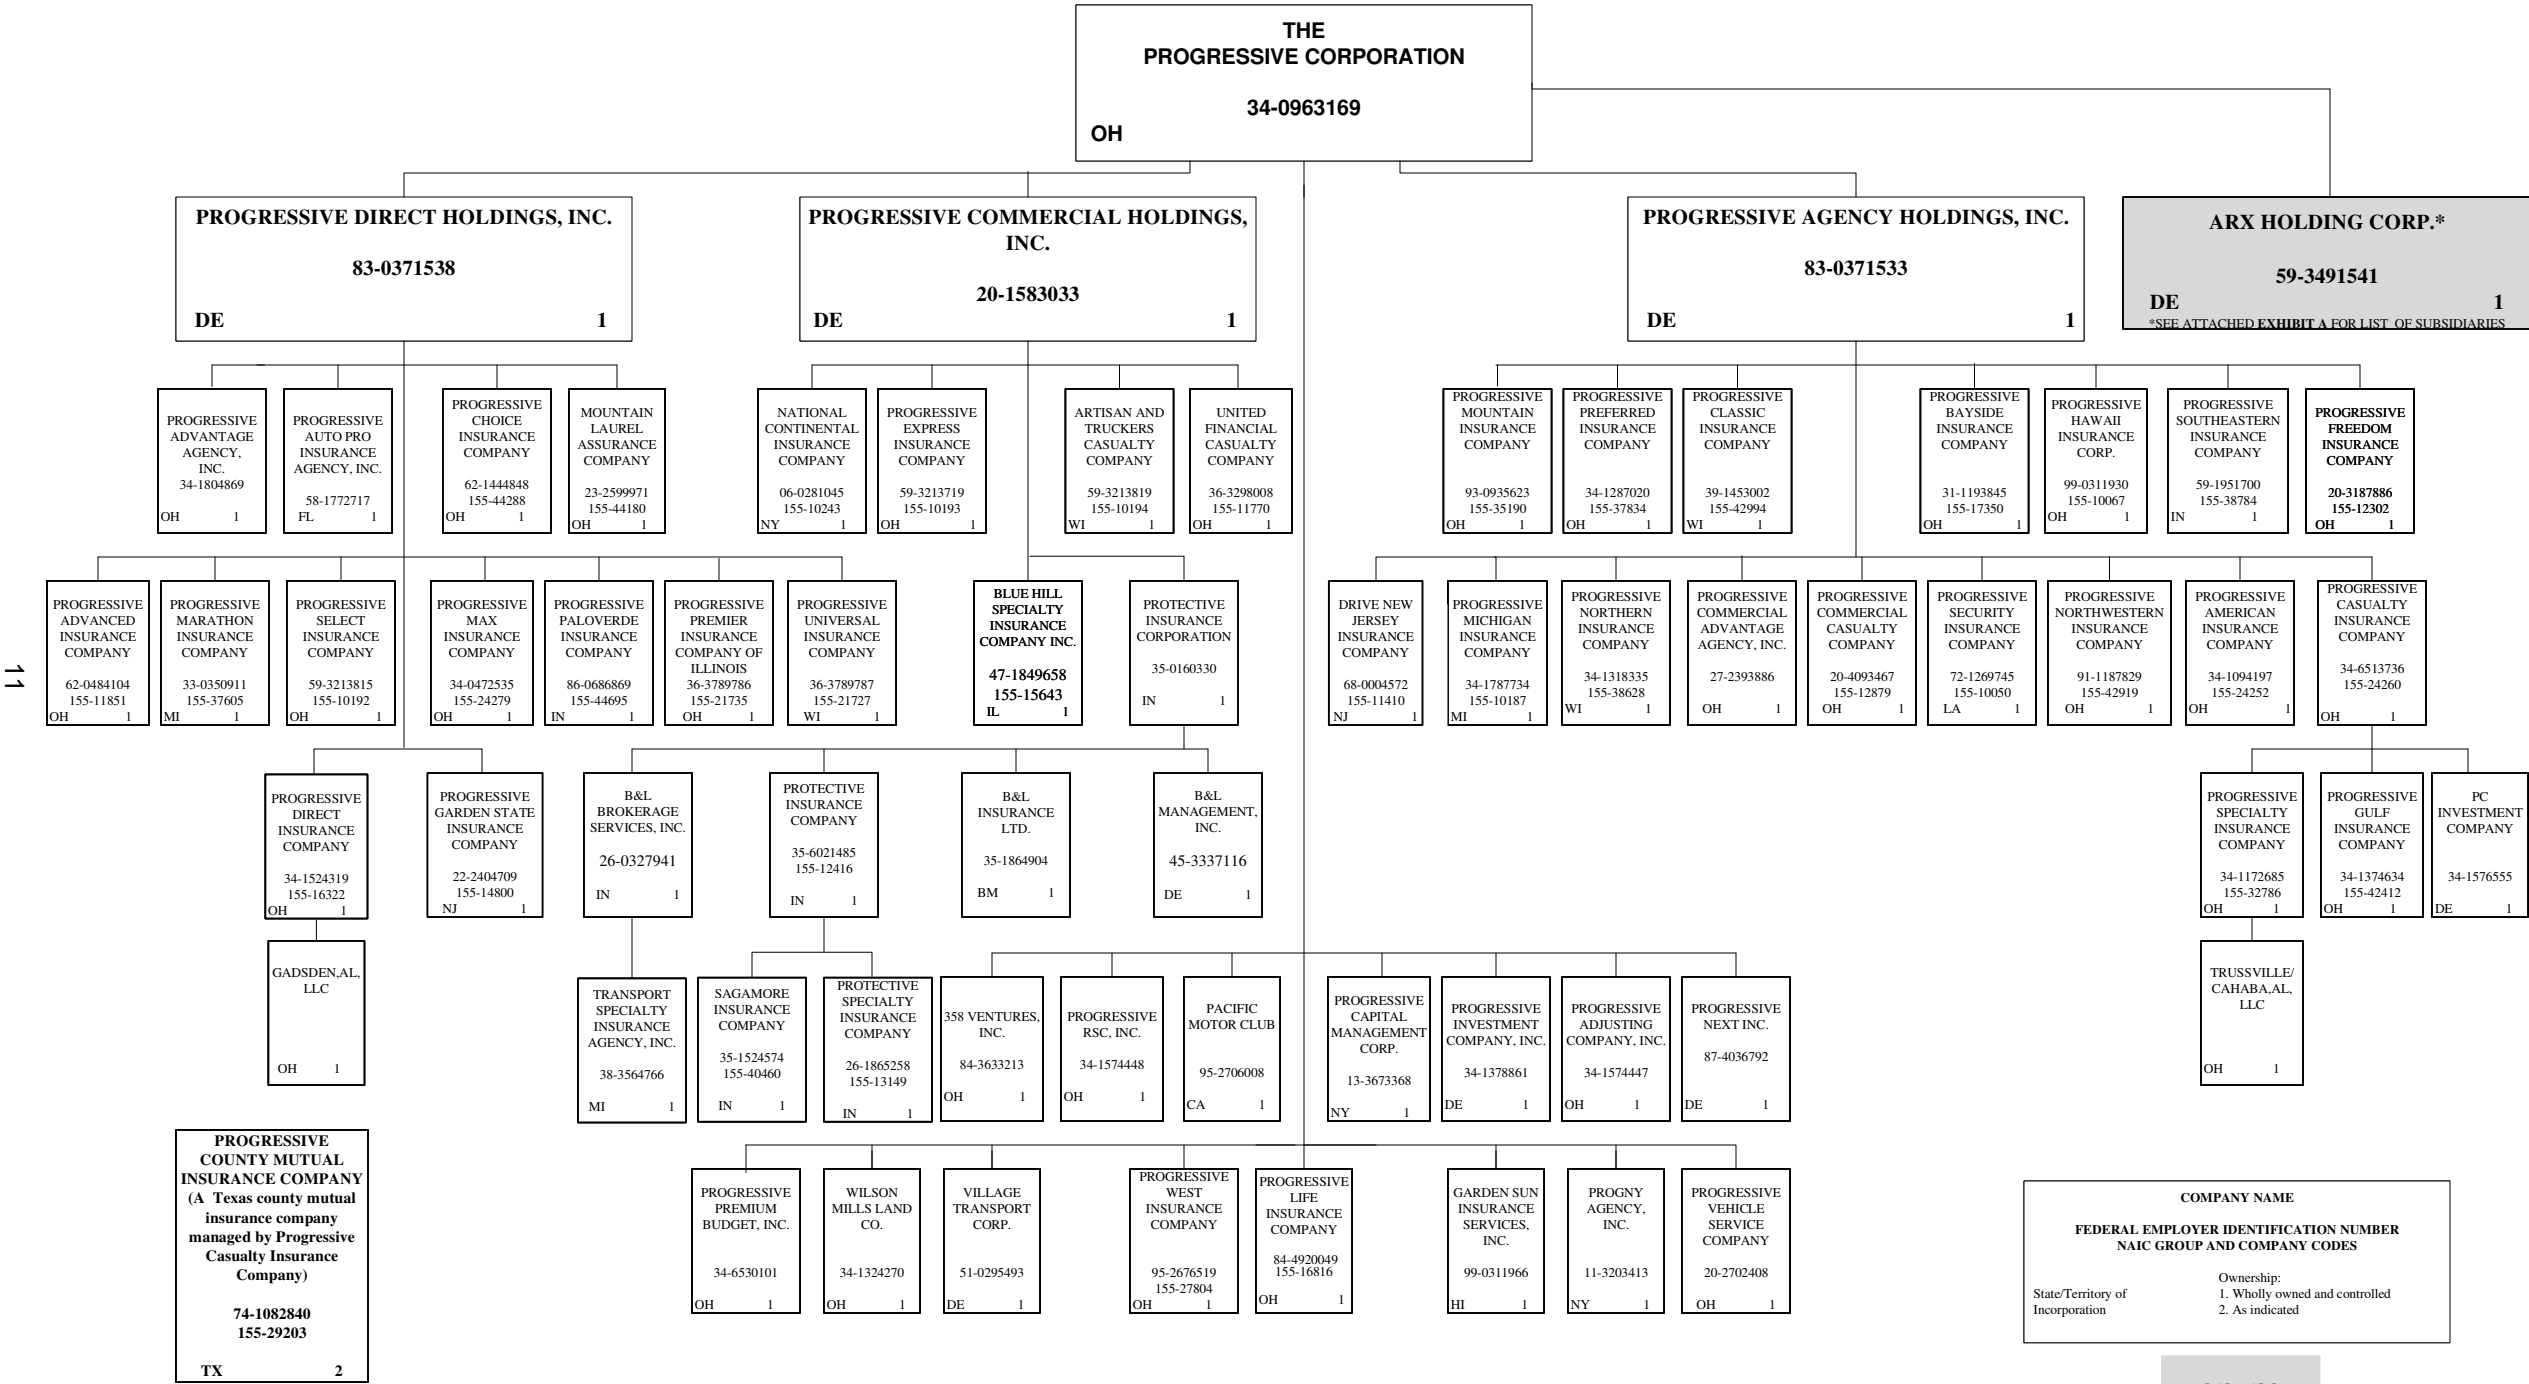 THE
PROGRESSIVE CORPORATION
34-0963169
OH
PROGRESSIVE DIRECT HOLDINGS, INC.
83-0371538
DE 1
PROGRESSIVE COMMERCIAL HOLDINGS,
INC.
20-1583033
DE 1
PROGRESSIVE AGENCY HOLDINGS, INC.
83-0371533
DE 1
ARX HOLDING CORP.*
59-3491541
DE 1
*SEE ATTACHED EXHIBIT A FOR LIST OF SUBSIDIARIES
PROGRESSIVE
ADVANTAGE
AGENCY,
INC.
34-1804869
OH 1
PROGRESSIVE
AUTO PRO
INSURANCE
AGENCY, INC.
58-1772717
FL 1
PROGRESSIVE
CHOICE
INSURANCE
COMPANY
62-1444848
155-44288
OH 1
MOUNTAIN
LAUREL
ASSURANCE
COMPANY
23-2599971
155-44180
OH 1
NATIONAL
CONTINENTAL
INSURANCE
COMPANY
06-0281045
155-10243
NY 1
PROGRESSIVE
EXPRESS
INSURANCE
COMPANY
59-3213719
155-10193
OH 1
ARTISAN AND
TRUCKERS
CASUALTY
COMPANY
59-3213819
155-10194
WI 1
UNITED
FINANCIAL
CASUALTY
COMPANY
36-3298008
155-11770
OH 1
PROGRESSIVE
MOUNTAIN
INSURANCE
COMPANY
93-0935623
155-35190
OH 1
PROGRESSIVE
PREFERRED
INSURANCE
COMPANY
34-1287020
155-37834
OH 1
PROGRESSIVE
CLASSIC
INSURANCE
COMPANY
39-1453002
155-42994
WI 1
PROGRESSIVE
BAYSIDE
INSURANCE
COMPANY
31-1193845
155-17350
OH 1
PROGRESSIVE
HAWAII
INSURANCE
CORP.
99-0311930
155-10067
OH 1
PROGRESSIVE
SOUTHEASTERN
INSURANCE
COMPANY
59-1951700
155-38784
IN 1
PROGRESSIVE
FREEDOM
INSURANCE
COMPANY
20-3187886
155-12302
OH 1
PROGRESSIVE
ADVANCED
INSURANCE
COMPANY
62-0484104
155-11851
OH 1
PROGRESSIVE
MARATHON
INSURANCE
COMPANY
33-0350911
155-37605
MI 1
PROGRESSIVE
SELECT
INSURANCE
COMPANY
59-3213815
155-10192
OH 1
PROGRESSIVE
MAX
INSURANCE
COMPANY
34-0472535
155-24279
OH 1
PROGRESSIVE
PALOVERDE
INSURANCE
COMPANY
86-0686869
155-44695
IN 1
PROGRESSIVE
PREMIER
INSURANCE
COMPANY OF
ILLINOIS
36-3789786
155-21735
OH 1
PROGRESSIVE
UNIVERSAL
INSURANCE
COMPANY
36-3789787
155-21727
WI 1
BLUE HILL
SPECIALTY
INSURANCE
COMPANY INC.
47-1849658
155-15643
IL 1
PROTECTIVE
INSURANCE
CORPORATION
35-0160330
IN 1
DRIVE NEW
JERSEY
INSURANCE
COMPANY
68-0004572
155-11410
NJ 1
PROGRESSIVE
MICHIGAN
INSURANCE
COMPANY
34-1787734
155-10187
MI 1
PROGRESSIVE
NORTHERN
INSURANCE
COMPANY
34-1318335
155-38628
WI 1
PROGRESSIVE
COMMERCIAL
ADVANTAGE
AGENCY, INC.
27-2393886
OH 1
PROGRESSIVE
COMMERCIAL
CASUALTY
COMPANY
20-4093467
155-12879
OH 1
PROGRESSIVE
SECURITY
INSURANCE
COMPANY
72-1269745
155-10050
LA 1
PROGRESSIVE
NORTHWESTERN
INSURANCE
COMPANY
91-1187829
155-42919
OH 1
PROGRESSIVE
AMERICAN
INSURANCE
COMPANY
34-1094197
155-24252
OH 1
PROGRESSIVE
CASUALTY
INSURANCE
COMPANY
34-6513736
155-24260
OH 1
11
PROGRESSIVE
DIRECT
INSURANCE
COMPANY
34-1524319
155-16322
OH 1
PROGRESSIVE
GARDEN STATE
INSURANCE
COMPANY
22-2404709
155-14800
NJ 1
B&L
BROKERAGE
SERVICES, INC.
26-0327941
IN 1
PROTECTIVE
INSURANCE
COMPANY
35-6021485
155-12416
IN 1
B&L
INSURANCE
LTD.
35-1864904
BM 1
B&L
MANAGEMENT,
INC.
45-3337116
DE 1
PROGRESSIVE
SPECIALTY
INSURANCE
COMPANY
34-1172685
155-32786
OH 1
PROGRESSIVE
GULF
INSURANCE
COMPANY
34-1374634
155-42412
OH 1
PC
INVESTMENT
COMPANY
34-1576555
DE 1
GADSDEN,AL,
LLC
OH 1
TRANSPORT
SPECIALTY
INSURANCE
AGENCY, INC.
38-3564766
MI 1
SAGAMORE
INSURANCE
COMPANY
35-1524574
155-40460
IN 1
PROTECTIVE
SPECIALTY
INSURANCE
COMPANY
26-1865258
155-13149
IN 1
358 VENTURES,
INC.
84-3633213
OH 1
PROGRESSIVE
RSC, INC.
34-1574448
OH 1
PACIFIC
MOTOR CLUB
95-2706008
CA 1
PROGRESSIVE
CAPITAL
MANAGEMENT
CORP.
13-3673368
NY 1
PROGRESSIVE
INVESTMENT
COMPANY, INC.
34-1378861
DE 1
PROGRESSIVE
ADJUSTING
COMPANY, INC.
34-1574447
OH 1
PROGRESSIVE
NEXT INC.
87-4036792
DE 1
TRUSSVILLE/
CAHABA,AL,
LLC
OH 1
PROGRESSIVE
COUNTY MUTUAL
INSURANCE COMPANY
(A Texas county mutual
insurance company
managed by Progressive
Casualty Insurance
Company)
74-1082840
155-29203
TX 2
PROGRESSIVE
PREMIUM
BUDGET, INC.
34-6530101
OH 1
WILSON
MILLS LAND
CO.
34-1324270
OH 1
VILLAGE
TRANSPORT
CORP.
51-0295493
DE 1
PROGRESSIVE
WEST
INSURANCE
COMPANY
95-2676519
155-27804
OH 1
PROGRESSIVE
LIFE
INSURANCE
COMPANY
84-4920049
155-16816
OH 1
GARDEN SUN
INSURANCE
SERVICES,
INC.
99-0311966
HI 1
PROGNY
AGENCY,
INC.
11-3203413
NY 1
PROGRESSIVE
VEHICLE
SERVICE
COMPANY
20-2702408
OH 1
COMPANY NAME
FEDERAL EMPLOYER IDENTIFICATION NUMBER
NAIC GROUP AND COMPANY CODES
Ownership:
State/Territory of 1. Wholly owned and controlled
Incorporation 2. As indicated